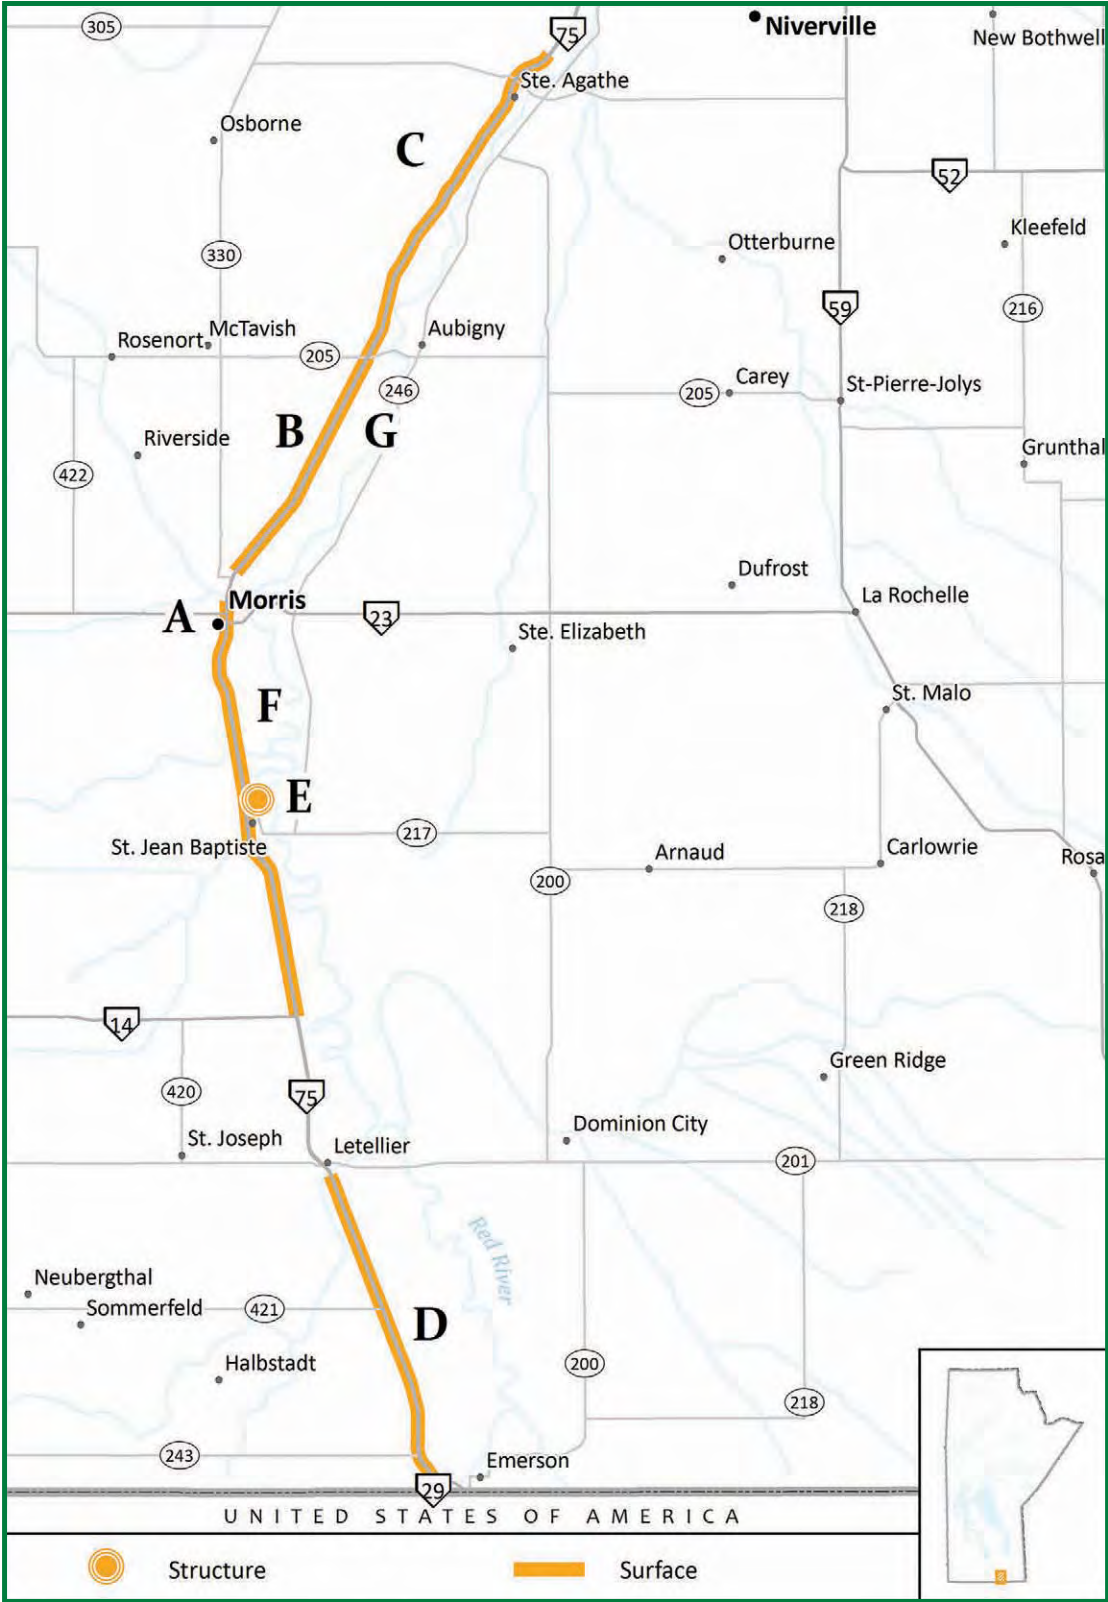 305
75
Niverville
New Bothwell
Ste. Agathe
Osborne
C
52
330
Otterburne
Kleefeld
59
216
Rosenort
McTavish
205
Aubigny
246
205
Carey
St-Pierre-Jolys
B
G
Riverside
422
Grunthal
Dufrost
A
Morris
23
La Rochelle
Ste. Elizabeth
F
St. Malo
E
217
St. Jean Baptiste
200
Arnaud
Carlowrie
Rosa
218
14
420
75
Green Ridge
St. Joseph
Letellier
Dominion City
201
Red River
Neubergthal
Sommerfeld
421
D
Halbstadt
200
218
243
Emerson
29
UNITED STATES OF AMERICA
Structure
Surface